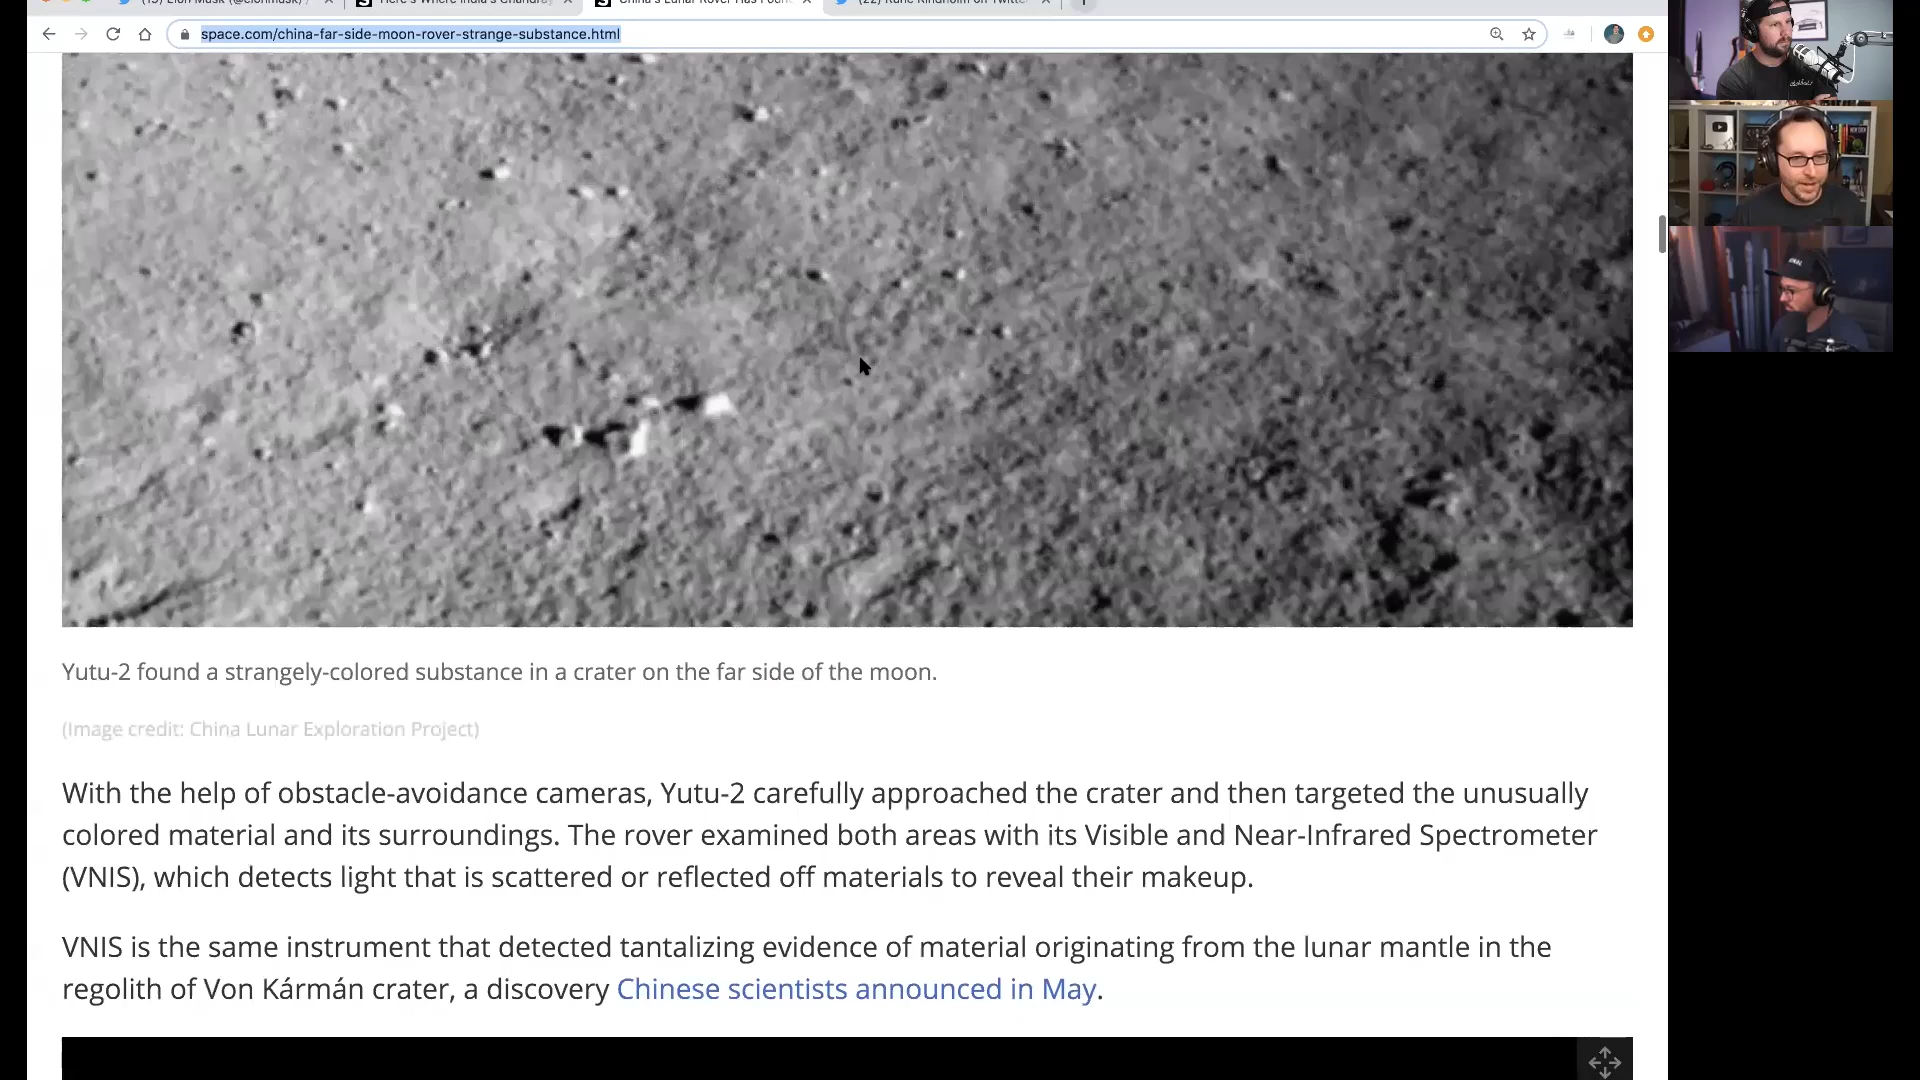 space.com/china-far-side-moon-rover-strange-substance.html
Yutu-2 found a strangely-colored substance in a crater on the far side of the moon.
(Image credit: China Lunar Exploration Project)
With the help of obstacle-avoidance cameras, Yutu-2 carefully approached the crater and then targeted the unusually
colored material and its surroundings. The rover examined both areas with its Visible and Near-Infrared Spectrometer
(VNIS), which detects light that is scattered or reflected off materials to reveal their makeup.
VNIS is the same instrument that detected tantalizing evidence of material originating from the lunar mantle in the
regolith of Von Kármán crater, a discovery Chinese scientists announced in May.